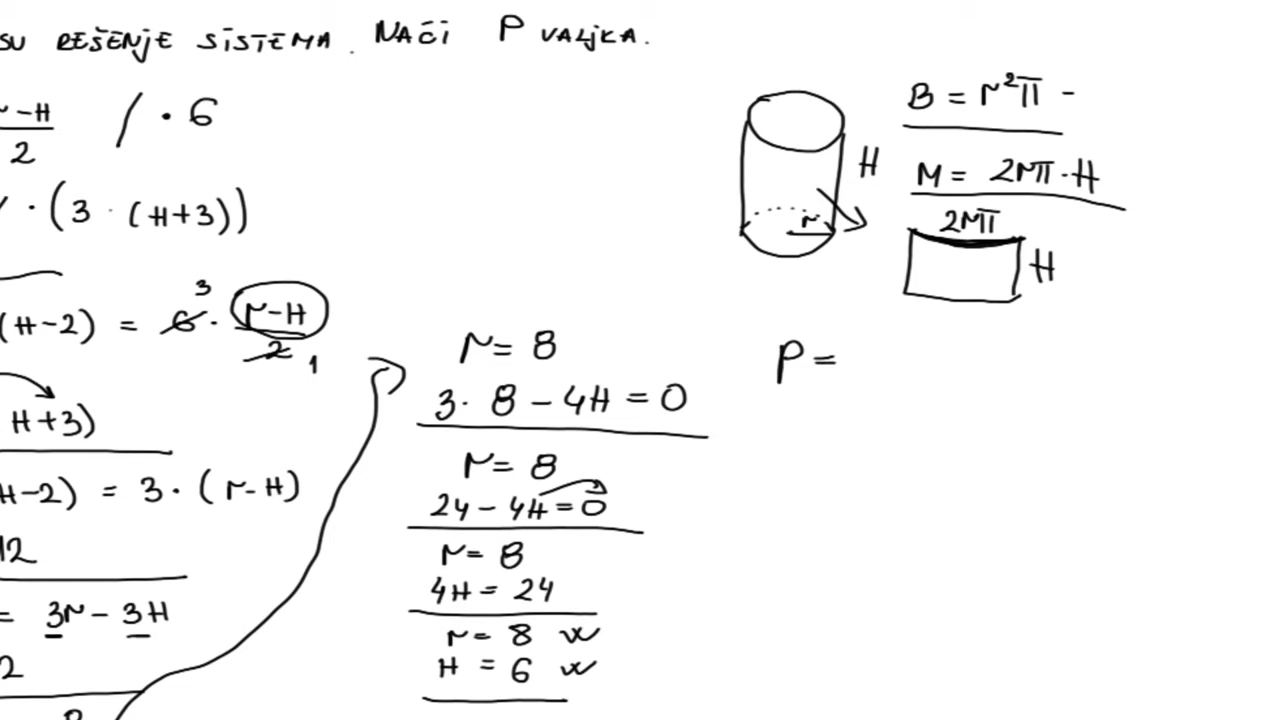 SU REŠENJE SISTEMA. NAĆI P VALJKA.
r-H / 2 / · 6
· (3 · (H+3))
(H-2) = 6 3 · r-H / 2 1
H+3)
H-2) = 3 · (r-H)
12
= 3r - 3H
2
r = 8
3 · 8 - 4H = 0
r = 8
24 - 4H = 0
r = 8
4H = 24
r = 8
H = 6
H
r
B = r²π -
M = 2rπ · H
2rπ
H
P =